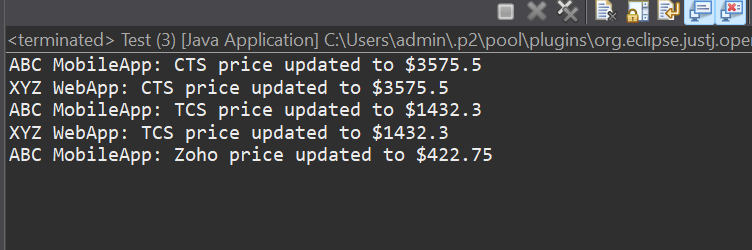 <terminated> Test (3) [Java Application] C:\Users\admin\.p2\pool\plugins\org.eclipse.justj.ope
ABC MobileApp: CTS price updated to $3575.5
XYZ WebApp: CTS price updated to $3575.5
ABC MobileApp: TCS price updated to $1432.3
XYZ WebApp: TCS price updated to $1432.3
ABC MobileApp: Zoho price updated to $422.75